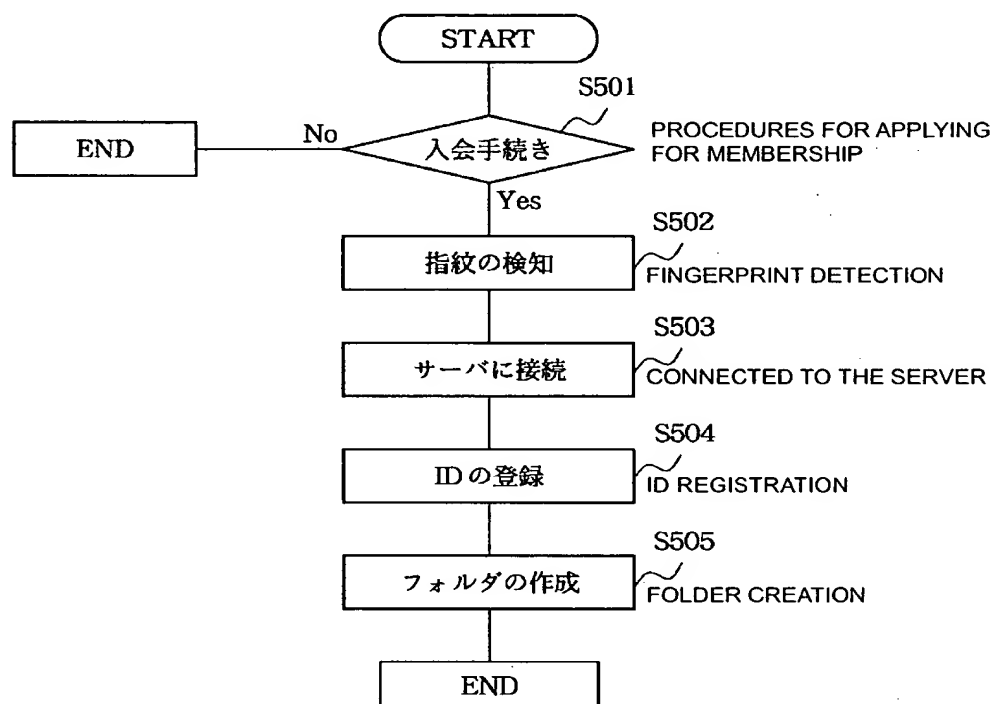 START
S501
No
END
入会手続き
PROCEDURES FOR APPLYING
FOR MEMBERSHIP
Yes
S502
指紋の検知
FINGERPRINT DETECTION
S503
サーバに接続
CONNECTED TO THE SERVER
S504
IDの登録
ID REGISTRATION
S505
フォルダの作成
FOLDER CREATION
END